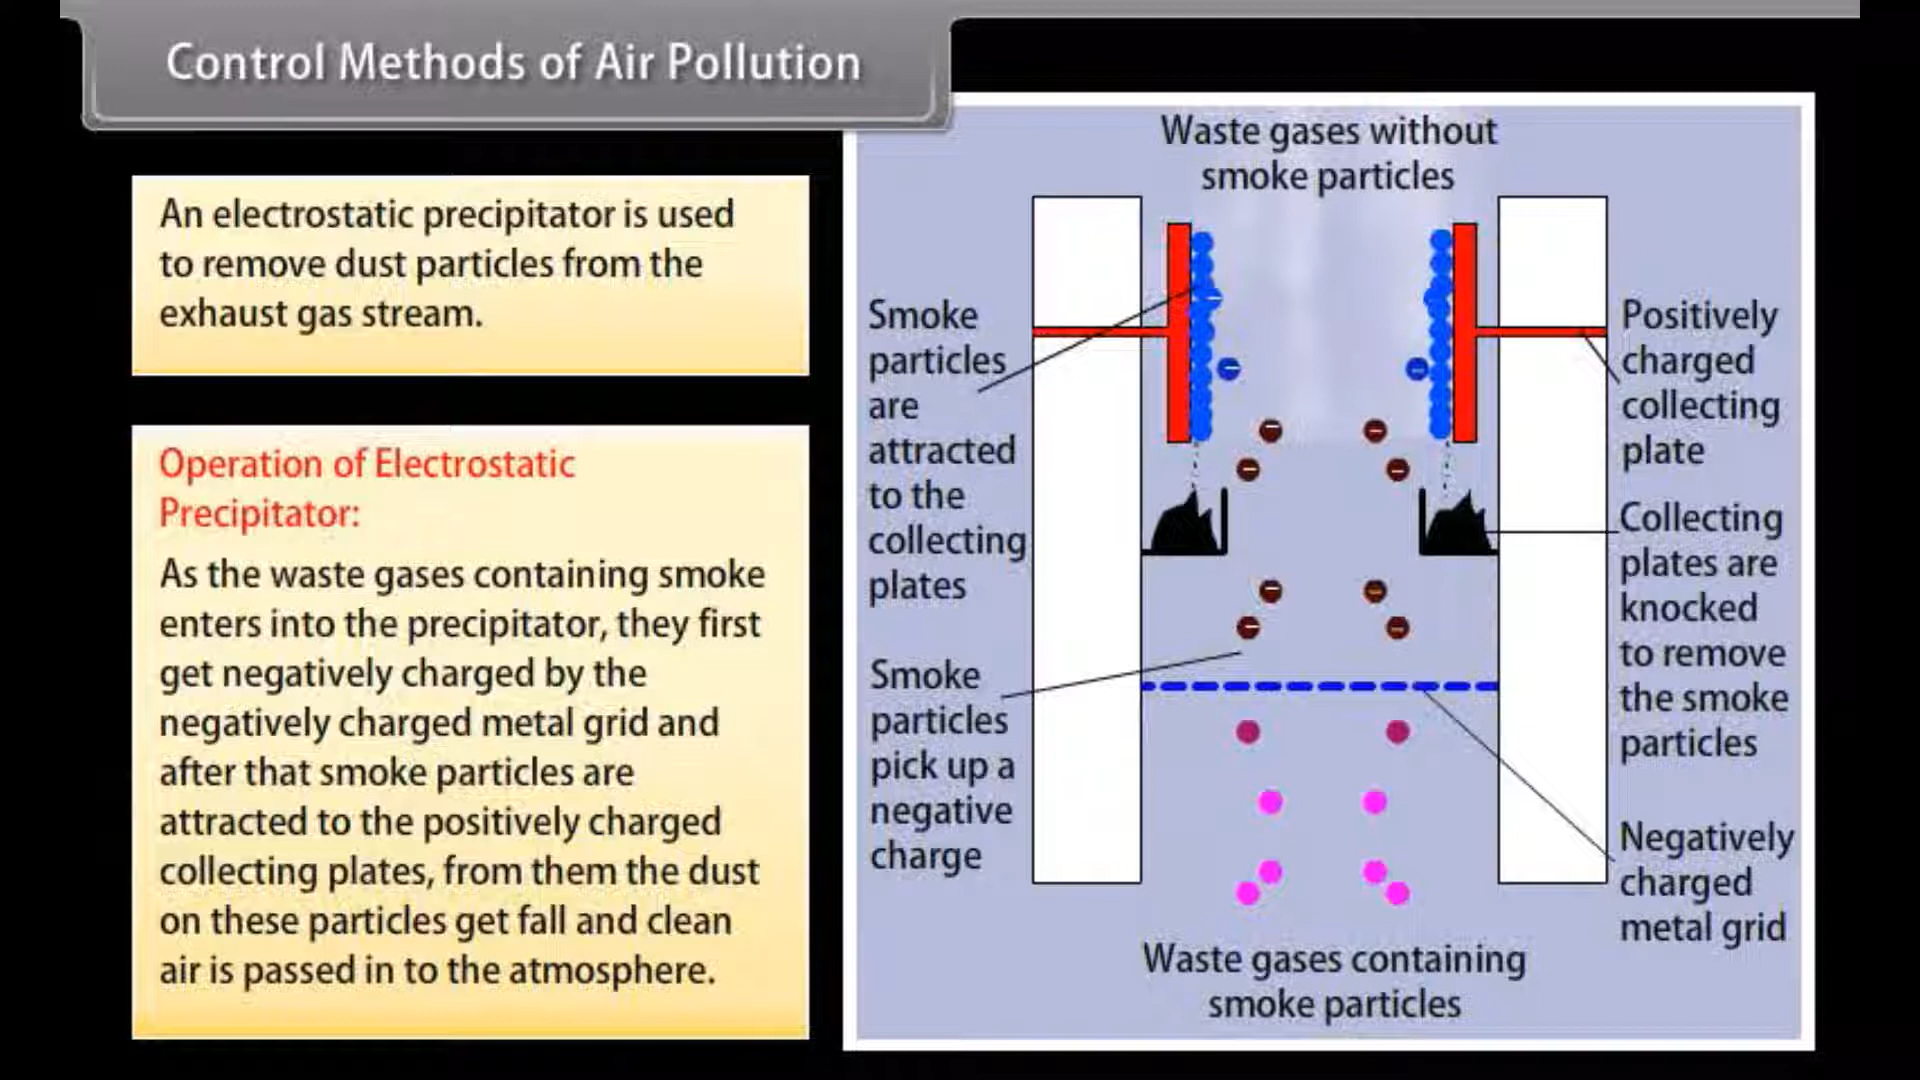 Control Methods of Air Pollution
An electrostatic precipitator is used
to remove dust particles from the
exhaust gas stream.
Operation of Electrostatic
Precipitator:
As the waste gases containing smoke
enters into the precipitator, they first
get negatively charged by the
negatively charged metal grid and
after that smoke particles are
attracted to the positively charged
collecting plates, from them the dust
on these particles get fall and clean
air is passed in to the atmosphere.
Waste gases without
smoke particles
Smoke
particles
are
attracted
to the
collecting
plates
Smoke
particles
pick up a
negative
charge
Positively
charged
collecting
plate
Collecting
plates are
knocked
to remove
the smoke
particles
Negatively
charged
metal grid
Waste gases containing
smoke particles